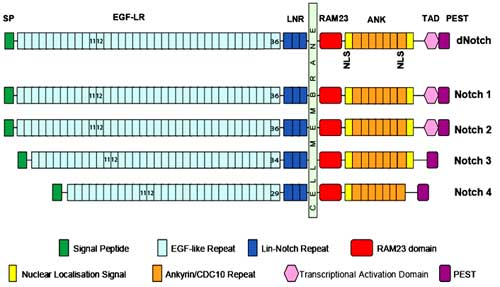 SP EGF-LR LNR RAM23 ANK TAD PEST
11 12 36 dNotch
NLS NLS
CELL MEMBRANE
11 12 36 Notch 1
11 12 36 Notch 2
11 12 34 Notch 3
11 12 29 Notch 4
Signal Peptide EGF-like Repeat Lin-Notch Repeat RAM23 domain
Nuclear Localisation Signal Ankyrin/CDC10 Repeat Transcriptional Activation Domain PEST